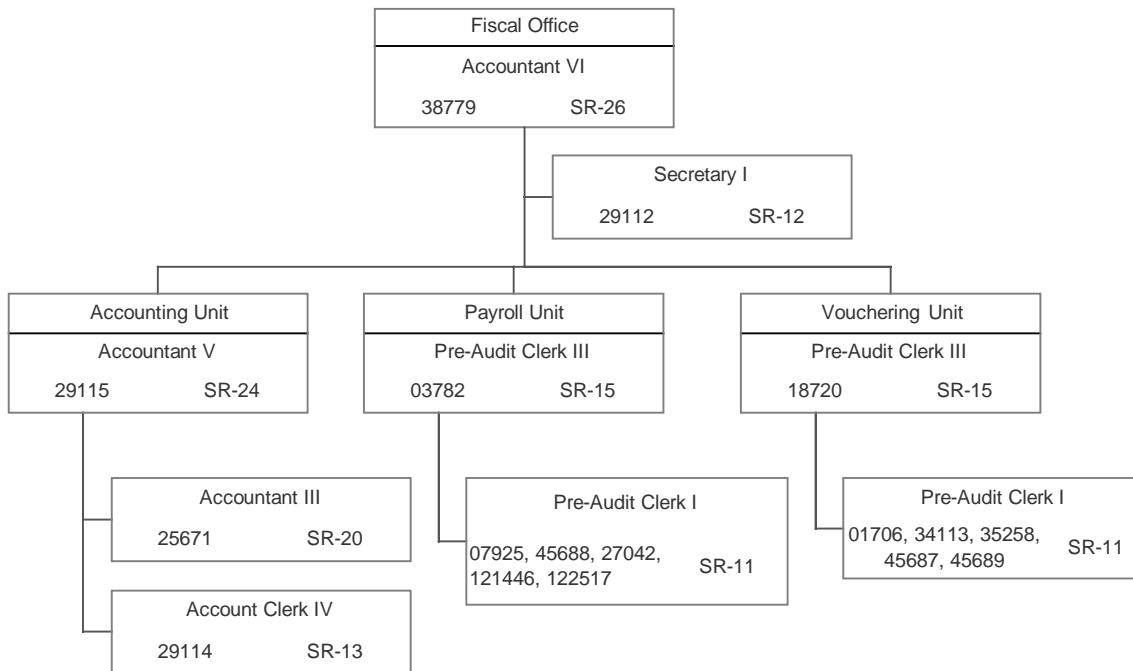 Fiscal Office
Accountant VI
38779 SR-26
Secretary I
29112 SR-12
Accounting Unit
Accountant V
29115 SR-24
Payroll Unit
Pre-Audit Clerk III
03782 SR-15
Vouchering Unit
Pre-Audit Clerk III
18720 SR-15
Accountant III
25671 SR-20
Account Clerk IV
29114 SR-13
Pre-Audit Clerk I
07925, 45688, 27042,
121446, 122517
SR-11
Pre-Audit Clerk I
01706, 34113, 35258,
45687, 45689
SR-11